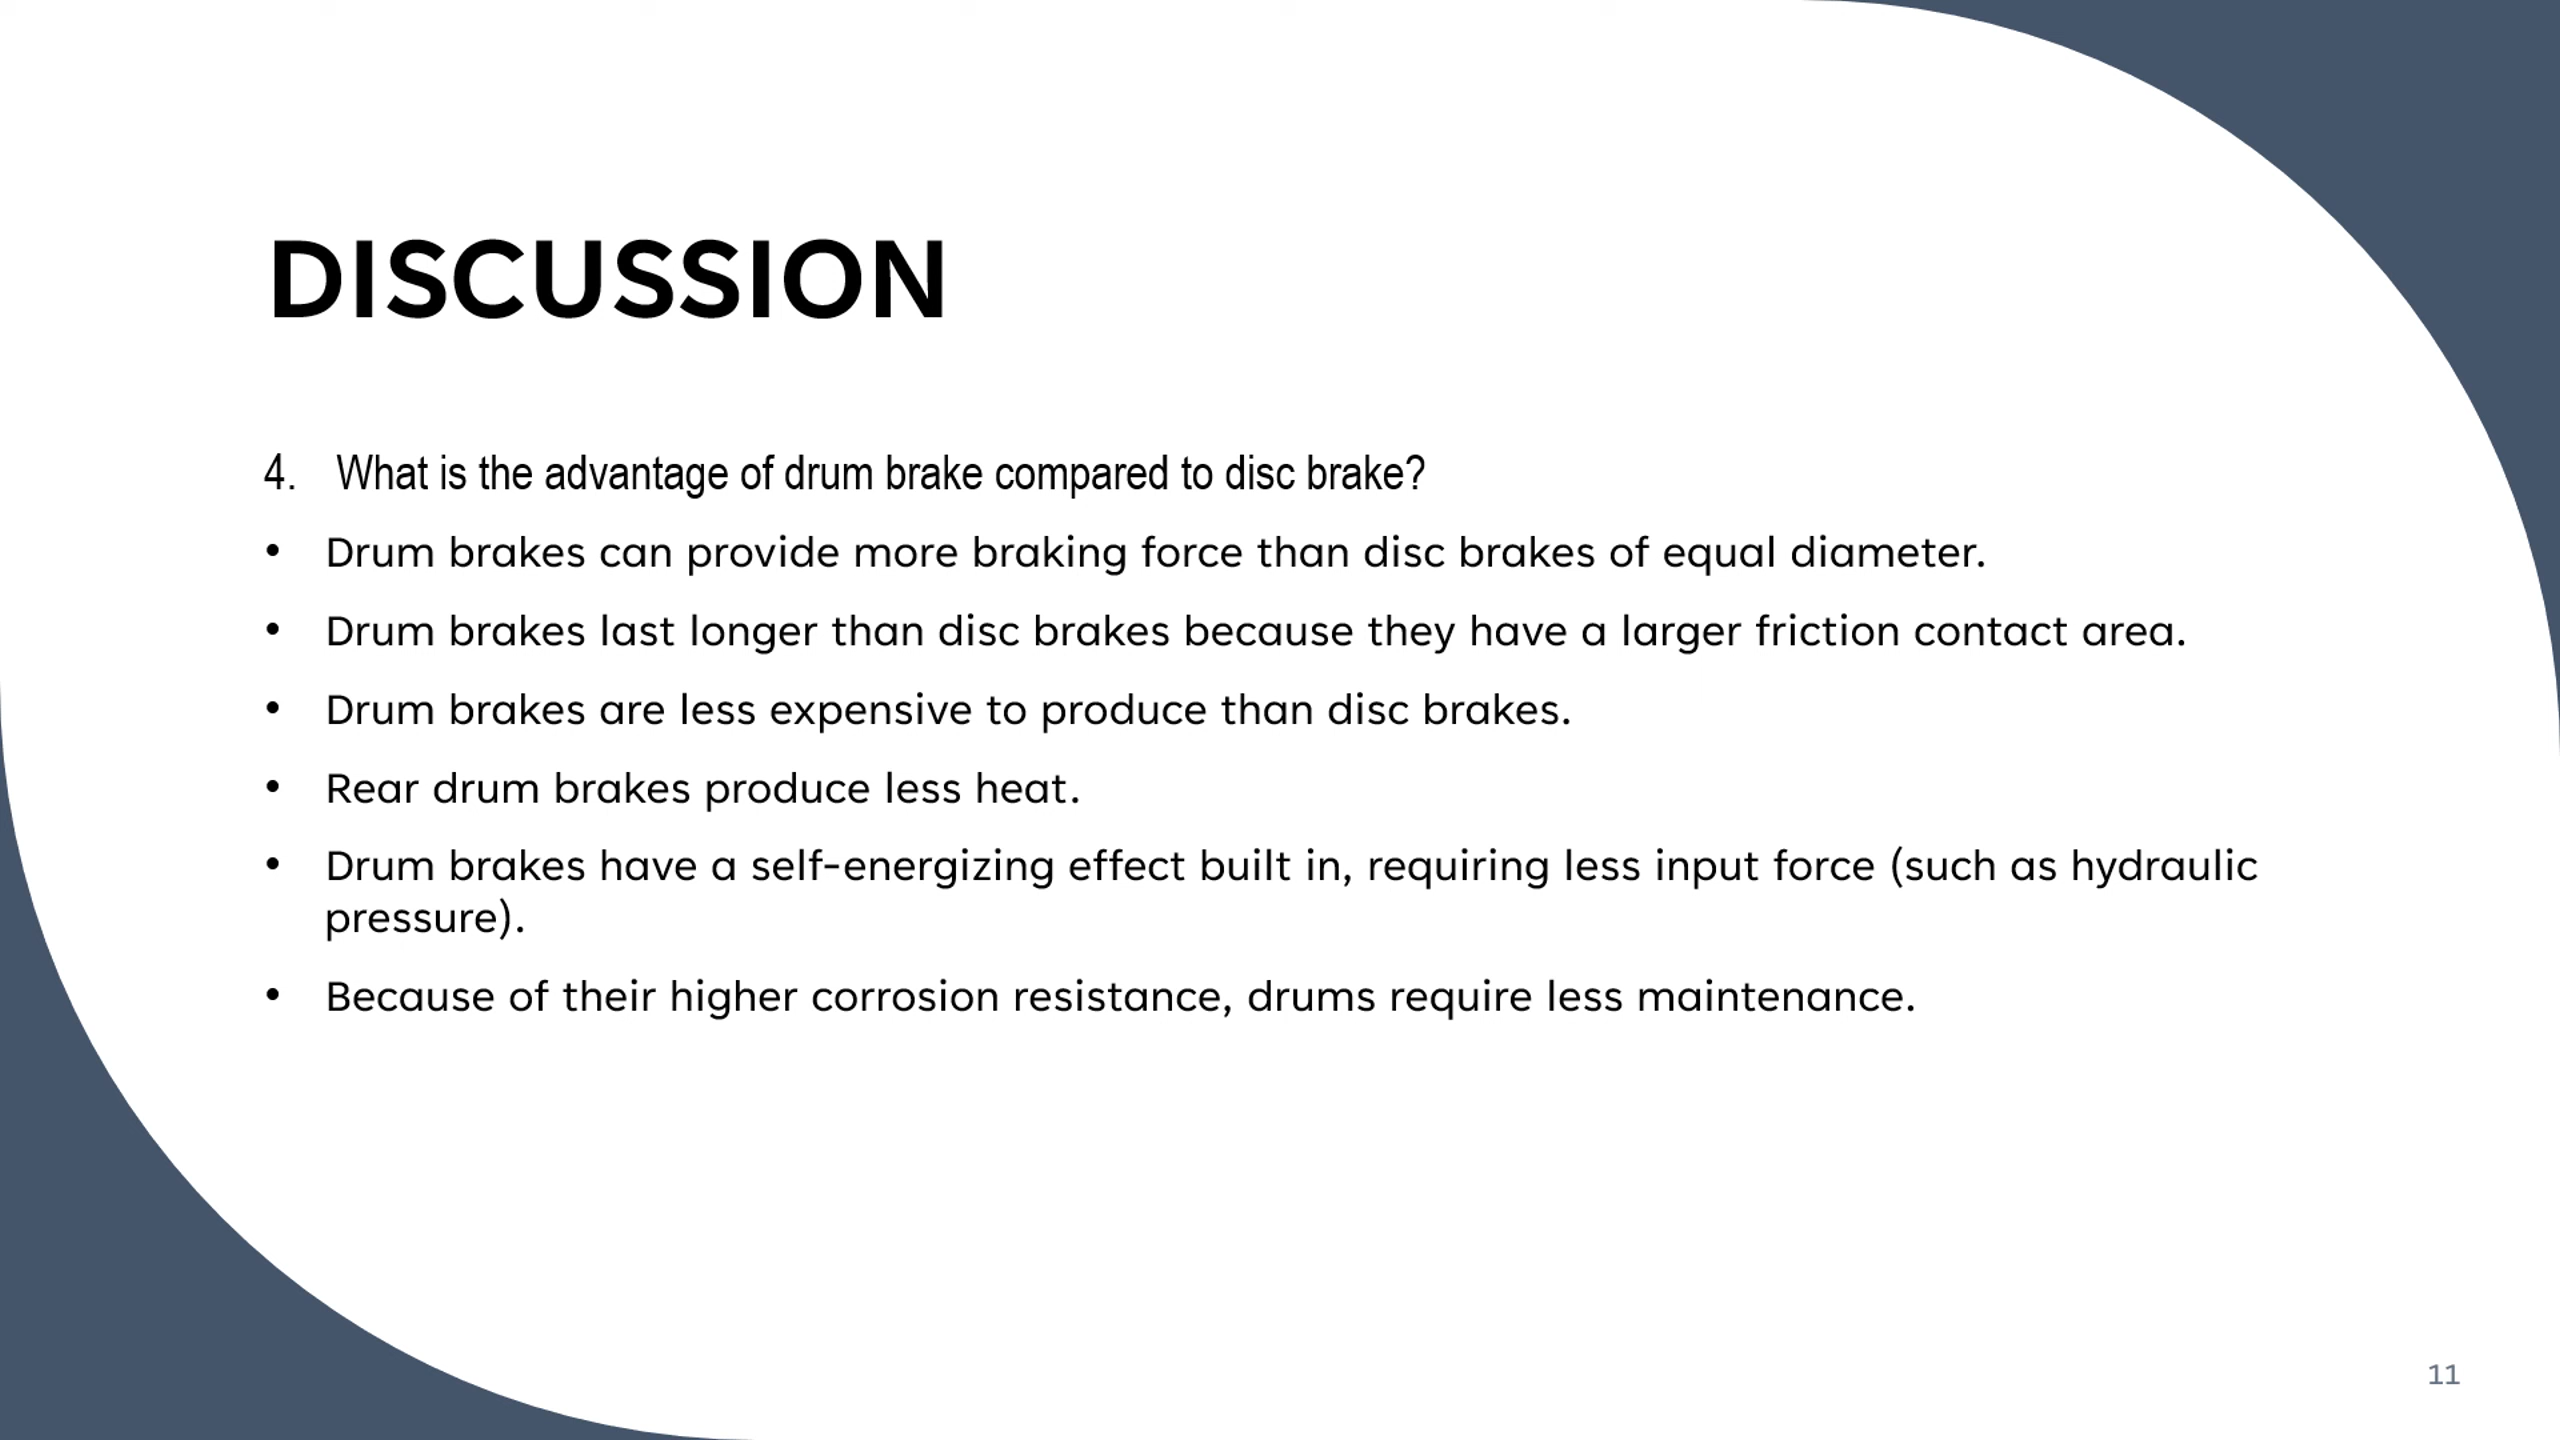 DISCUSSION
4. What is the advantage of drum brake compared to disc brake?
• Drum brakes can provide more braking force than disc brakes of equal diameter.
• Drum brakes last longer than disc brakes because they have a larger friction contact area.
• Drum brakes are less expensive to produce than disc brakes.
• Rear drum brakes produce less heat.
• Drum brakes have a self-energizing effect built in, requiring less input force (such as hydraulic
pressure).
• Because of their higher corrosion resistance, drums require less maintenance.
11